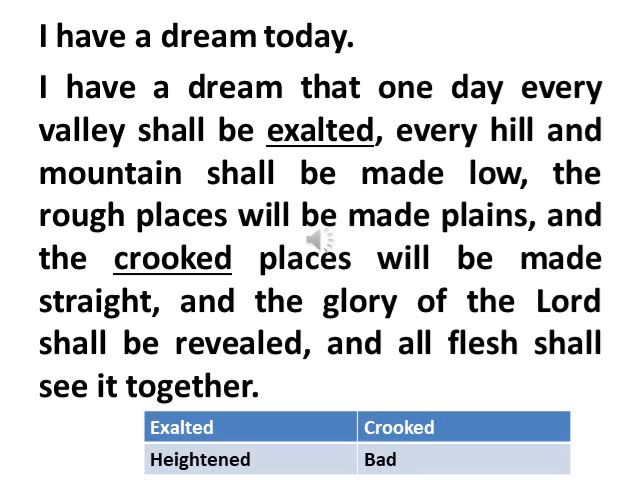 I have a dream today.
I have a dream that one day every
valley shall be exalted, every hill and
mountain shall be made low, the
rough places will be made plains, and
the crooked places will be made
straight, and the glory of the Lord
shall be revealed, and all flesh shall
see it together.
Exalted Crooked
Heightened Bad